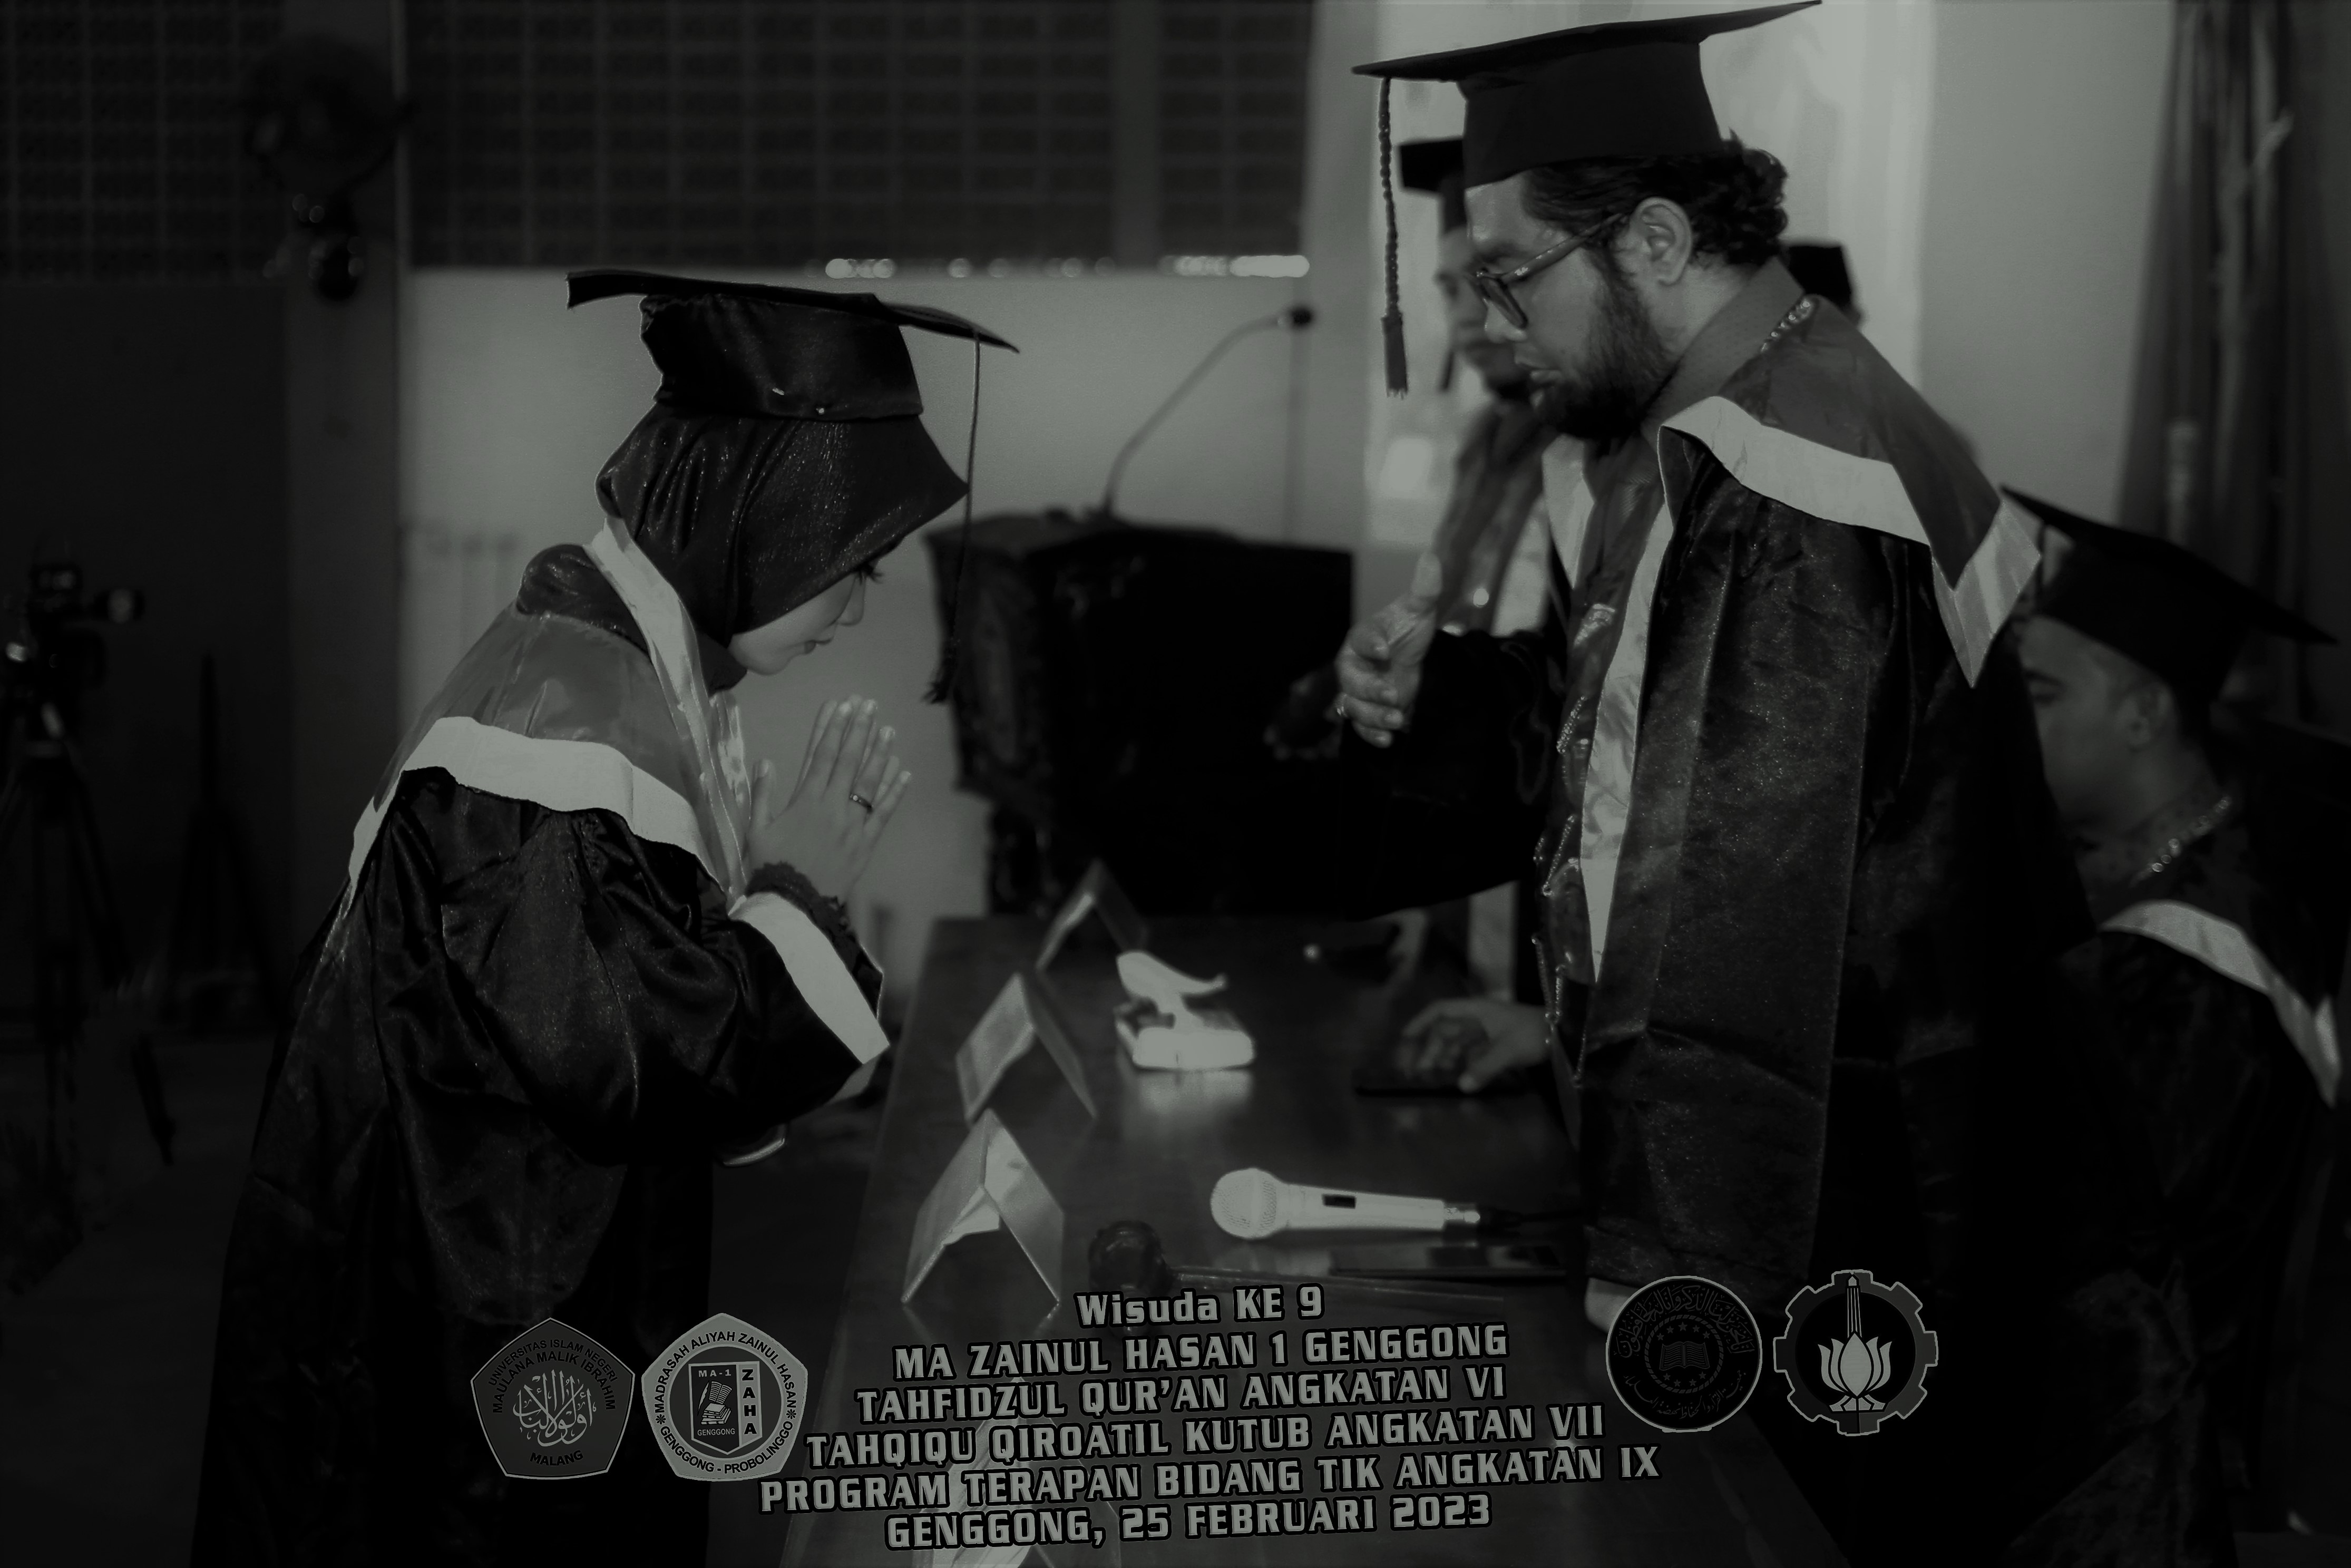 Wisuda KE 9
MA ZAINUL HASAN 1 GENGGONG
TAHFIDZUL QUR'AN ANGKATAN VI
TAHQIQU QIROATIL KUTUB ANGKATAN VII
PROGRAM TERAPAN BIDANG TIK ANGKATAN IX
GENGGONG, 25 FEBRUARI 2023
UNIVERSITAS ISLAM NEGERI
MAULANA MALIK IBRAHIM
MALANG
MADRASAH ALIYAH ZAINUL HASAN
MA-1
ZAHA
GENGGONG
GENGGONG - PROBOLINGGO